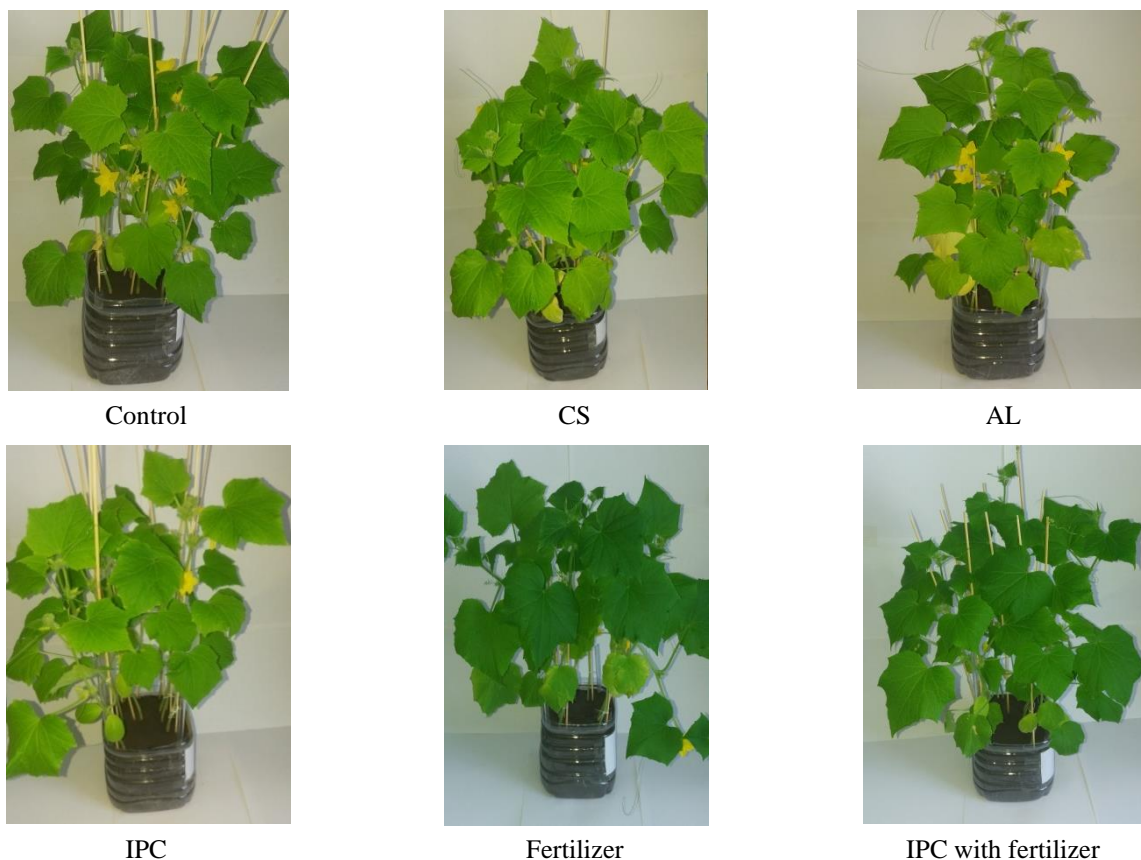 Control
CS
AL
IPC
Fertilizer
IPC with fertilizer